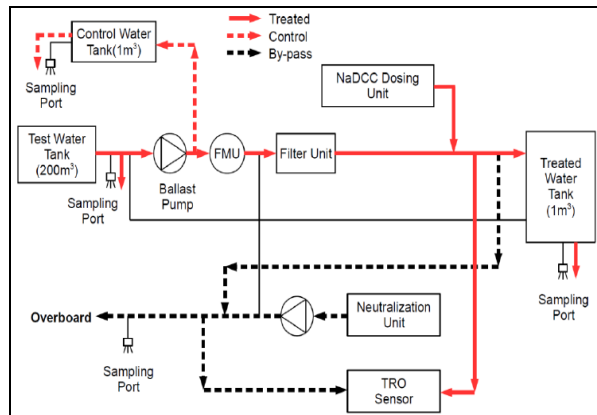 Treated
Control
By-pass
Control Water
Tank(1m³)
Sampling
Port
NaDCC Dosing
Unit
Test Water
Tank
(200m³)
Sampling
Port
Ballast
Pump
FMU
Filter Unit
Treated
Water
Tank
(1m³)
Sampling
Port
Overboard
Sampling
Port
Neutralization
Unit
TRO
Sensor